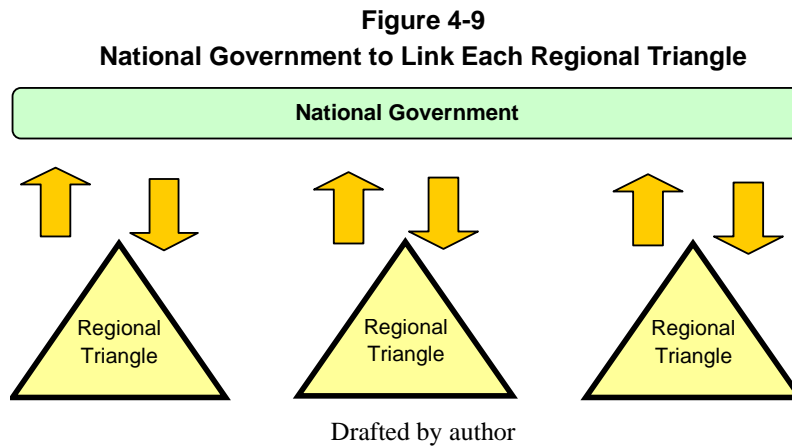 Figure 4-9
National Government to Link Each Regional Triangle
National Government
Regional
Triangle
Regional
Triangle
Regional
Triangle
Drafted by author